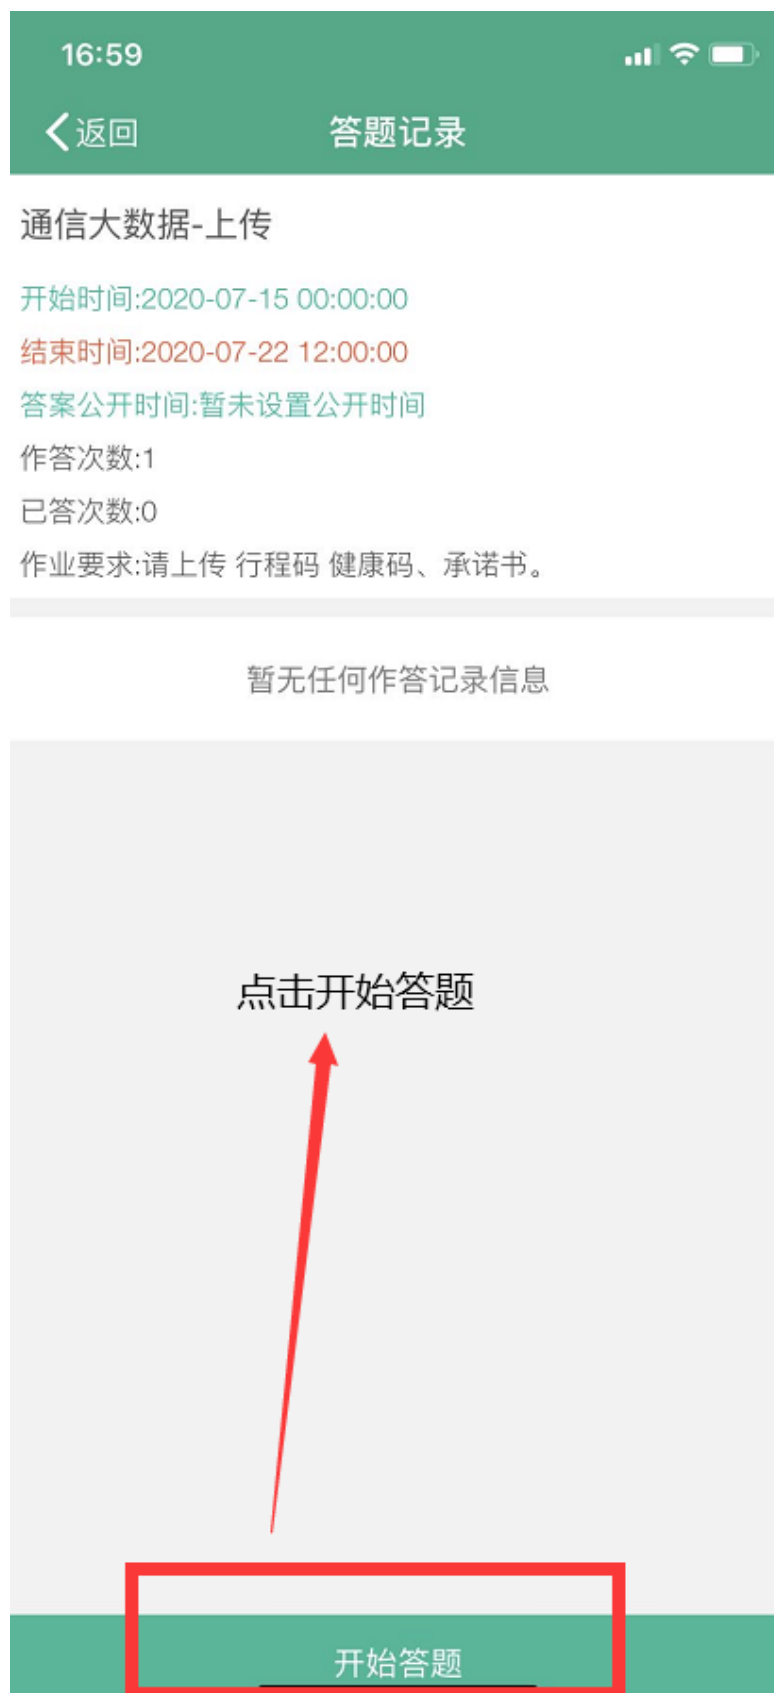 16:59
返回 答题记录
通信大数据-上传
开始时间:2020-07-15 00:00:00
结束时间:2020-07-22 12:00:00
答案公开时间:暂未设置公开时间
作答次数:1
已答次数:0
作业要求:请上传 行程码 健康码、承诺书。
暂无任何作答记录信息
点击开始答题
开始答题